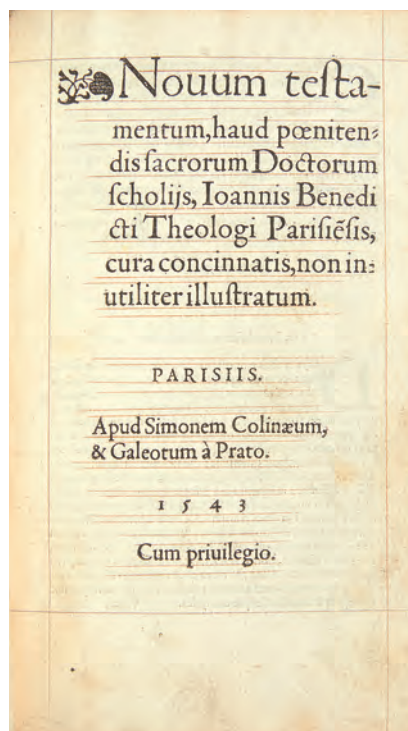 Nouum teſta-
mentum,haud pœniten⸗
dis ſacrorum Doctorum
ſcholijs, Ioannis Benedi
cti Theologi Pariſiēſis,
cura concinnatis,non in⸗
utiliter illuſtratum.
PARISIIS.
Apud Simonem Colinæum,
& Galeotum à Prato.
1543
Cum priuilegio.